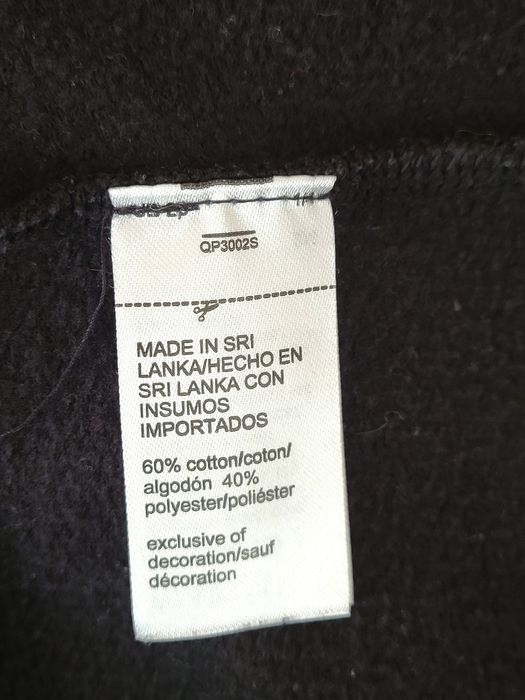 QP3002S
MADE IN SRI
LANKA/HECHO EN
SRI LANKA CON
INSUMOS
IMPORTADOS
60% cotton/coton/
algodón 40%
polyester/poliéster
exclusive of
decoration/sauf
décoration